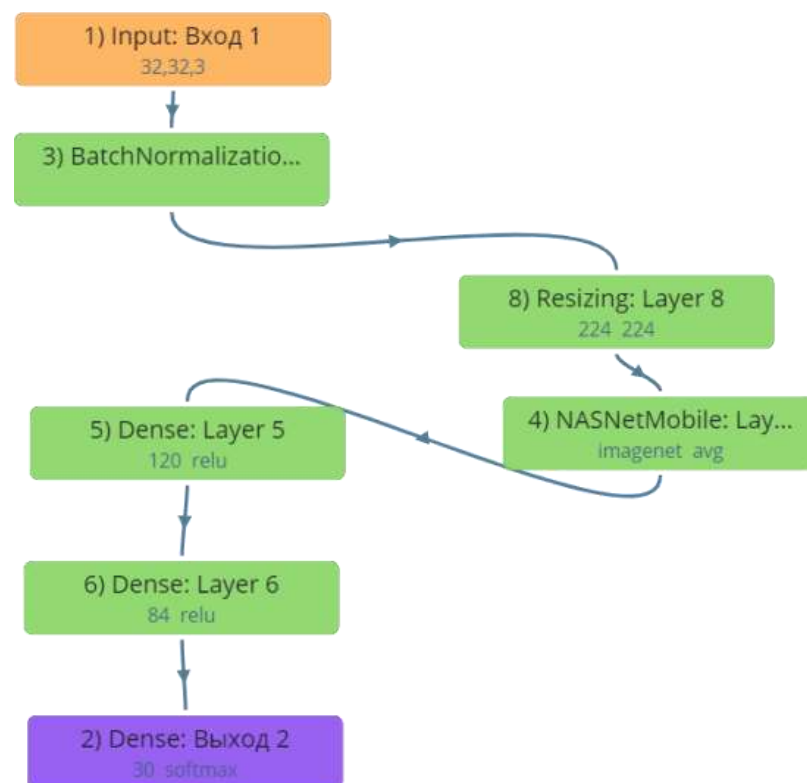 1) Input: Вход 1
32,32,3
3) BatchNormalizatio...
8) Resizing: Layer 8
224 224
4) NASNetMobile: Lay...
imagenet avg
5) Dense: Layer 5
120 relu
6) Dense: Layer 6
84 relu
2) Dense: Выход 2
30 softmax